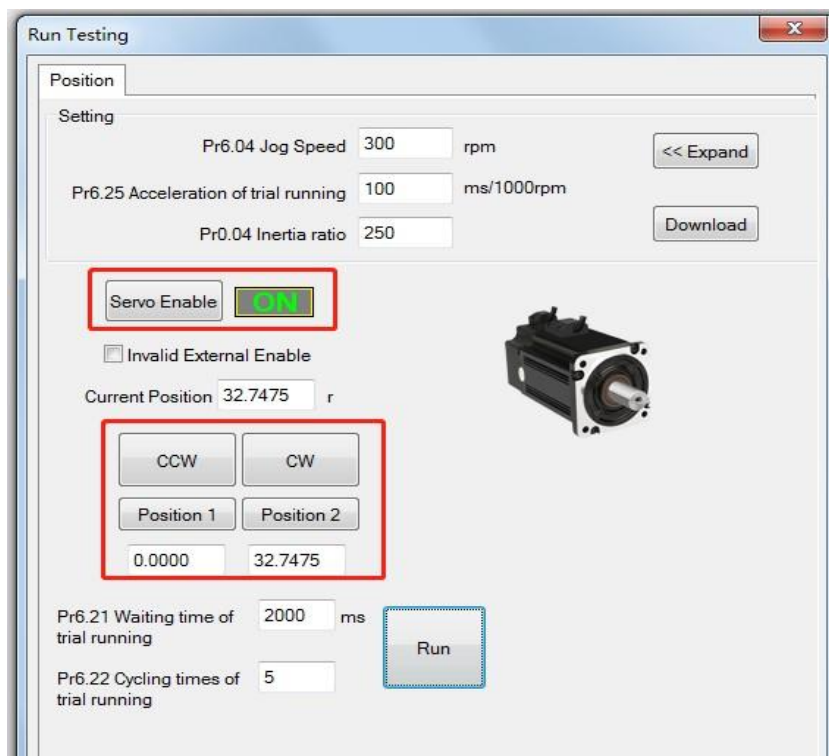 Run Testing
Position
Setting
Pr6.04 Jog Speed 300 rpm
<< Expand
Pr6.25 Acceleration of trial running 100 ms/1000rpm
Pr0.04 Inertia ratio 250
Download
Servo Enable ON
Invalid External Enable
Current Position 32.7475 r
CCW CW
Position 1 Position 2
0.0000 32.7475
Pr6.21 Waiting time of
trial running
2000 ms
Run
Pr6.22 Cycling times of
trial running
5